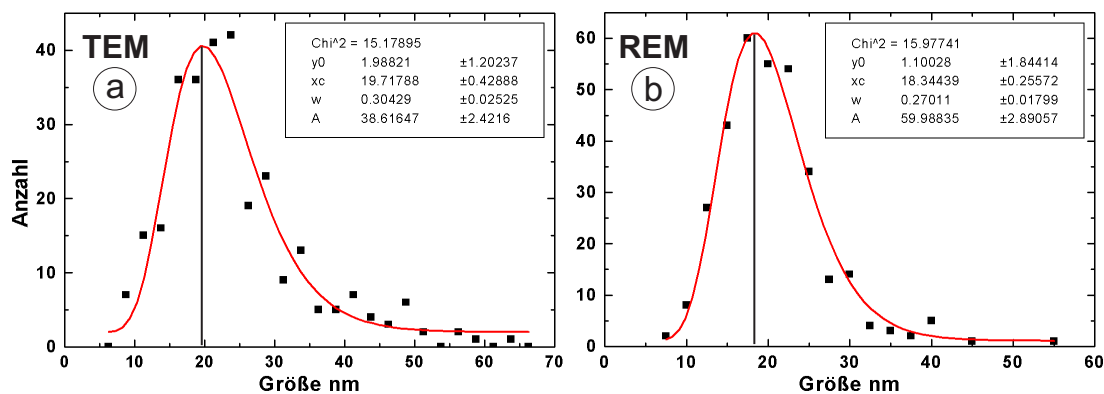 TEM
a
Chi^2 = 15.17895
y0 1.98821 ±1.20237
xc 19.71788 ±0.42888
w 0.30429 ±0.02525
A 38.61647 ±2.4216
40
30
20
10
0
Anzahl
0 10 20 30 40 50 60 70
Größe nm
REM
b
Chi^2 = 15.97741
y0 1.10028 ±1.84414
xc 18.34439 ±0.25572
w 0.27011 ±0.01799
A 59.98835 ±2.89057
60
50
40
30
20
10
0
10 20 30 40 50 60
Größe nm